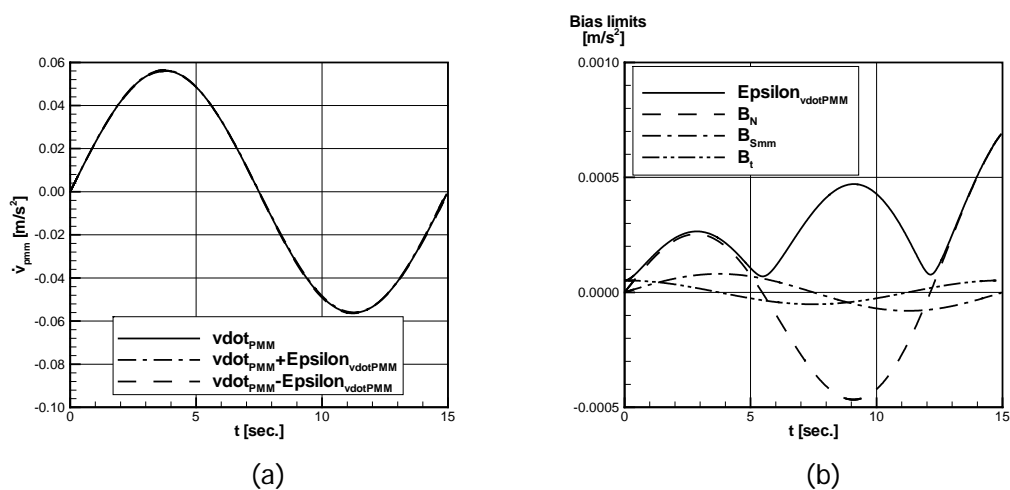 v̇pmm [m/s²]
0.06
0.04
0.02
0.00
-0.02
-0.04
-0.06
-0.08
-0.10
vdotPMM
vdotPMM+EpsilonvdotPMM
vdotPMM-EpsilonvdotPMM
0 5 10 15
t [sec.]
(a)
Bias limits
[m/s²]
0.0010
0.0005
0.0000
-0.0005
EpsilonvdotPMM
BN
BSmm
Bt
0 5 10 15
t [sec.]
(b)